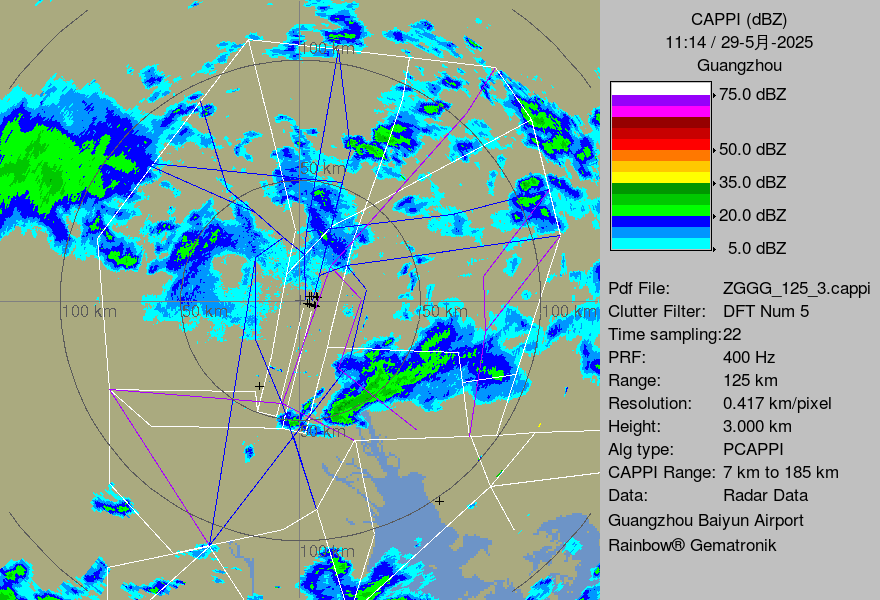 CAPPI (dBZ)
11:14 / 29-5月-2025
Guangzhou
75.0 dBZ
50.0 dBZ
35.0 dBZ
20.0 dBZ
5.0 dBZ
Pdf File: ZGGG_125_3.cappi
Clutter Filter: DFT Num 5
Time sampling:22
PRF: 400 Hz
Range: 125 km
Resolution: 0.417 km/pixel
Height: 3.000 km
Alg type: PCAPPI
CAPPI Range: 7 km to 185 km
Data: Radar Data
Guangzhou Baiyun Airport
Rainbow® Gematronik
100 km
50 km
100 km
50 km
50 km
100 km
50 km
100 km